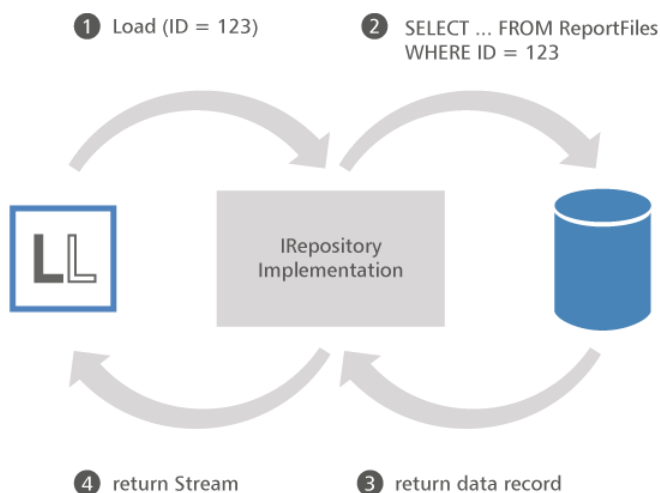 1 Load (ID = 123)
2 SELECT ... FROM ReportFiles
WHERE ID = 123
LL
IRepository
Implementation
4 return Stream
3 return data record